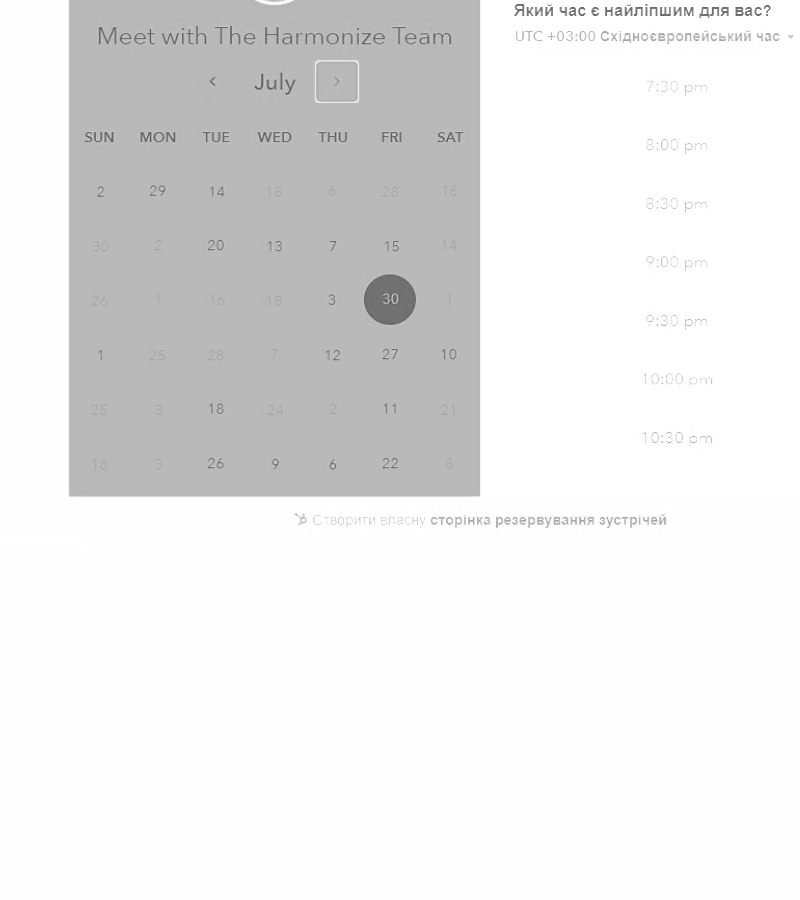 Meet with The Harmonize Team
July
SUN MON TUE WED THU FRI SAT
2 29 14 18 6 28 16
30 2 20 13 7 15 14
26 1 16 18 3 30 1
1 25 28 7 12 27 10
25 3 18 24 2 11 21
18 3 26 9 6 22 8
Який час є найліпшим для вас?
UTC +03:00 Східноєвропейський час
7:30 pm
8:00 pm
8:30 pm
9:00 pm
9:30 pm
10:00 pm
10:30 pm
Створити власну сторінка резервування зустрічей